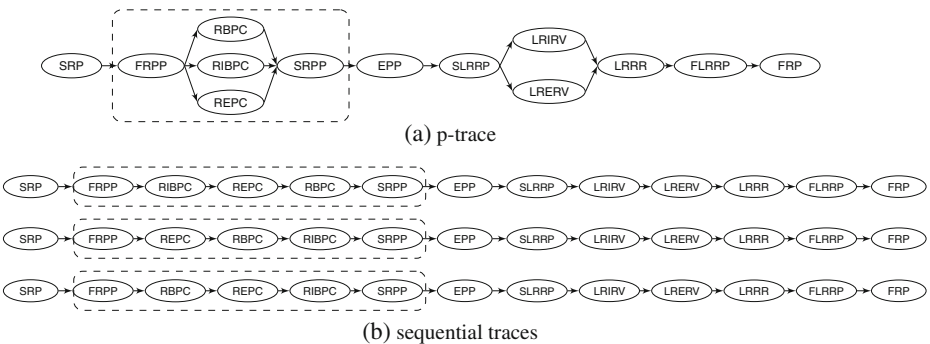 RBPC
LRIRV
SRP FRPP RIBPC SRPP EPP SLRRP LRRR FLRRP FRP
REPC
LRERV
(a) p-trace
SRP FRPP RIBPC REPC RBPC SRPP EPP SLRRP LRIRV LRERV LRRR FLRRP FRP
SRP FRPP REPC RBPC RIBPC SRPP EPP SLRRP LRIRV LRERV LRRR FLRRP FRP
SRP FRPP RBPC REPC RIBPC SRPP EPP SLRRP LRIRV LRERV LRRR FLRRP FRP
(b) sequential traces